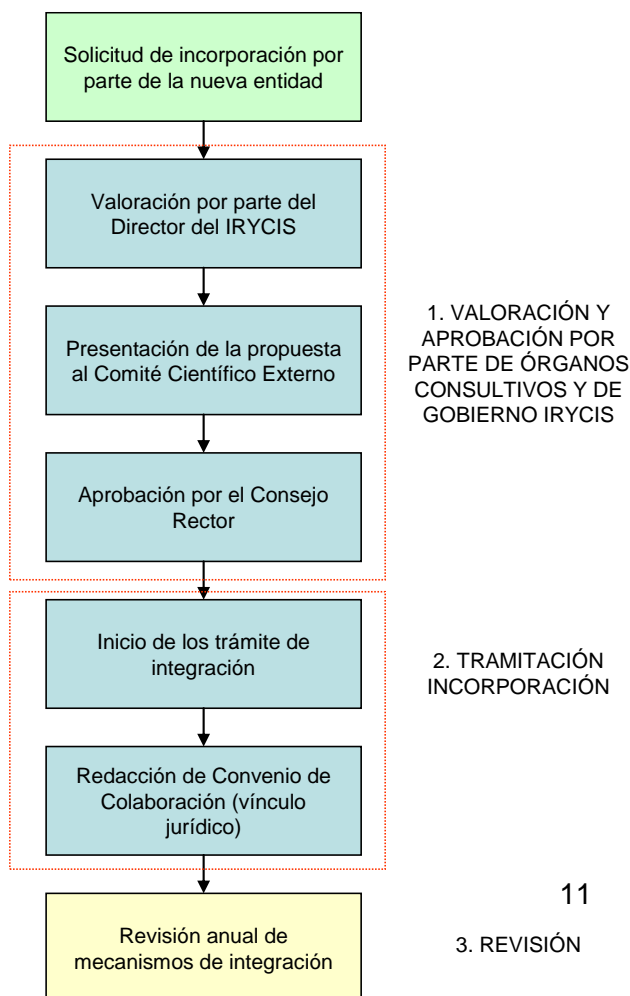 Solicitud de incorporación por
parte de la nueva entidad
Valoración por parte del
Director del IRYCIS
Presentación de la propuesta
al Comité Científico Externo
Aprobación por el Consejo
Rector
1. VALORACIÓN Y
APROBACIÓN POR
PARTE DE ÓRGANOS
CONSULTIVOS Y DE
GOBIERNO IRYCIS
Inicio de los trámite de
integración
Redacción de Convenio de
Colaboración (vínculo
jurídico)
2. TRAMITACIÓN
INCORPORACIÓN
11
Revisión anual de
mecanismos de integración
3. REVISIÓN